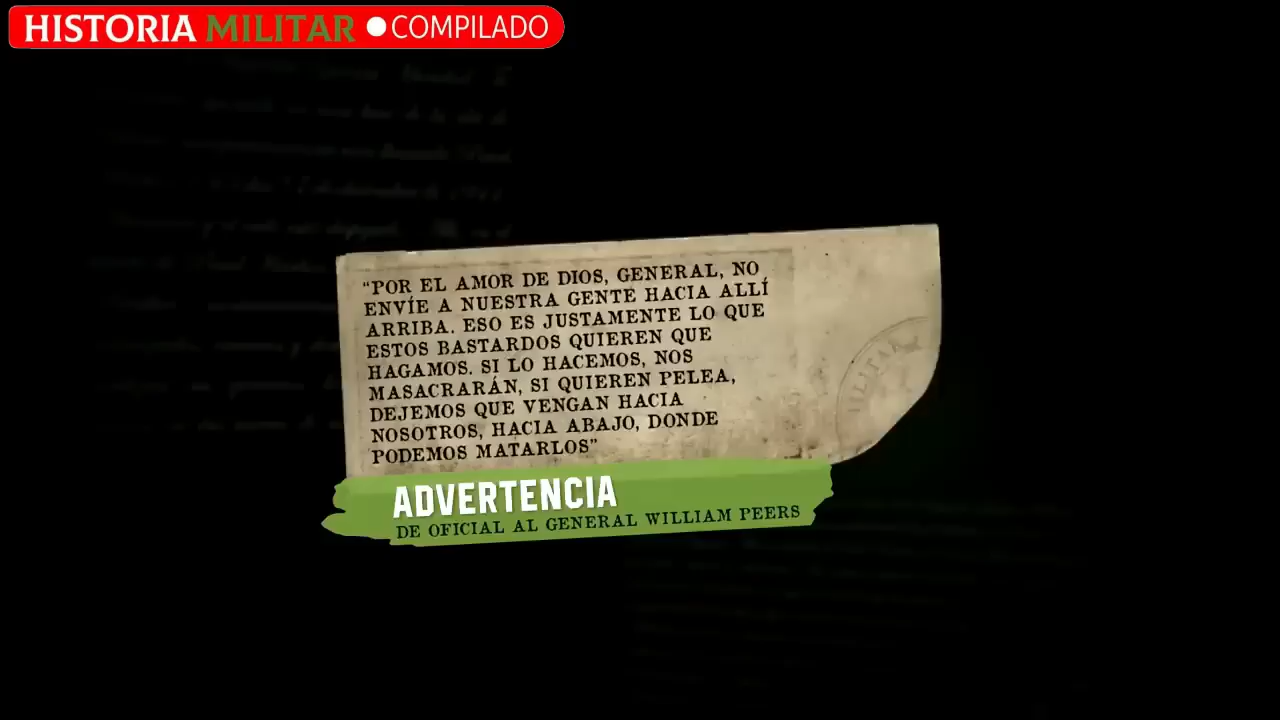 HISTORIA MILITAR COMPILADO
“POR EL AMOR DE DIOS, GENERAL, NO
ENVÍE A NUESTRA GENTE HACIA ALLÍ
ARRIBA. ESO ES JUSTAMENTE LO QUE
ESTOS BASTARDOS QUIEREN QUE
HAGAMOS. SI LO HACEMOS, NOS
MASACRARÁN, SI QUIEREN PELEA,
DEJEMOS QUE VENGAN HACIA
NOSOTROS, HACIA ABAJO, DONDE
PODEMOS MATARLOS”
MILITAR
ADVERTENCIA
DE OFICIAL AL GENERAL WILLIAM PEERS